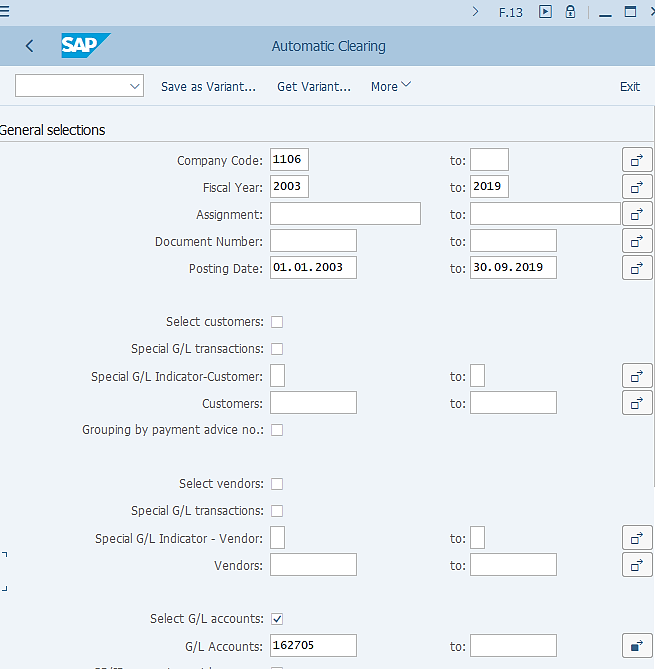 F.13
SAP Automatic Clearing
Save as Variant... Get Variant... More Exit
General selections
Company Code: 1106 to:
Fiscal Year: 2003 to: 2019
Assignment: to:
Document Number: to:
Posting Date: 01.01.2003 to: 30.09.2019
Select customers:
Special G/L transactions:
Special G/L Indicator-Customer: to:
Customers: to:
Grouping by payment advice no.:
Select vendors:
Special G/L transactions:
Special G/L Indicator - Vendor: to:
Vendors: to:
Select G/L accounts:
G/L Accounts: 162705 to: